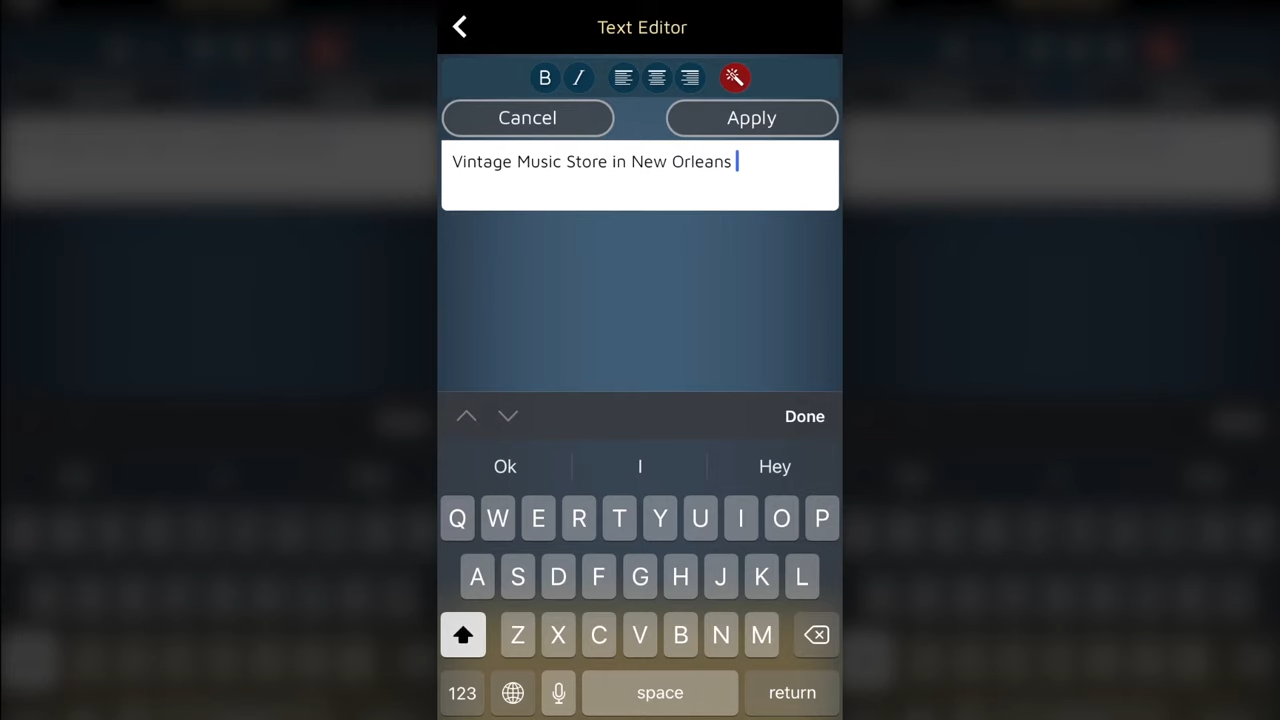 Text Editor
B I
Cancel Apply
Vintage Music Store in New Orleans
Done
Ok I Hey
Q W E R T Y U I O P
A S D F G H J K L
Z X C V B N M
123 space return